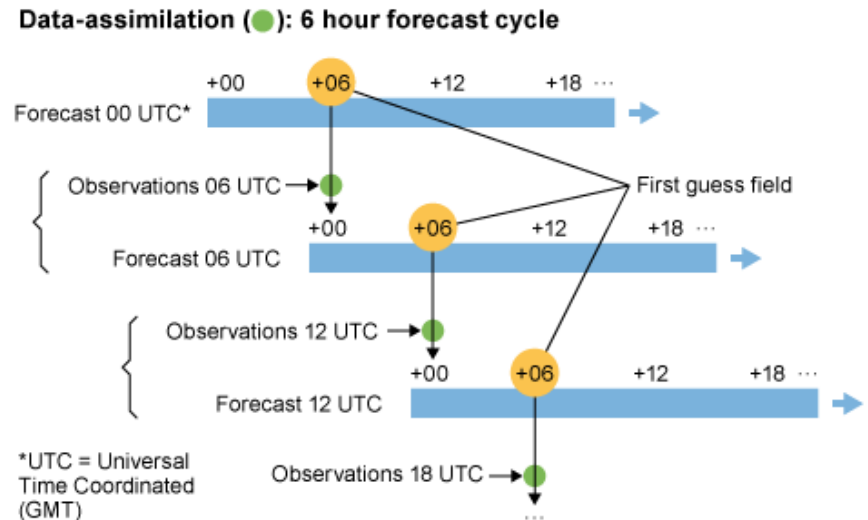 Data-assimilation (●): 6 hour forecast cycle
+00 +06 +12 +18 ...
Forecast 00 UTC*
Observations 06 UTC
First guess field
+00 +06 +12 +18 ...
Forecast 06 UTC
Observations 12 UTC
+00 +06 +12 +18 ...
Forecast 12 UTC
*UTC = Universal
Time Coordinated
(GMT)
Observations 18 UTC
...